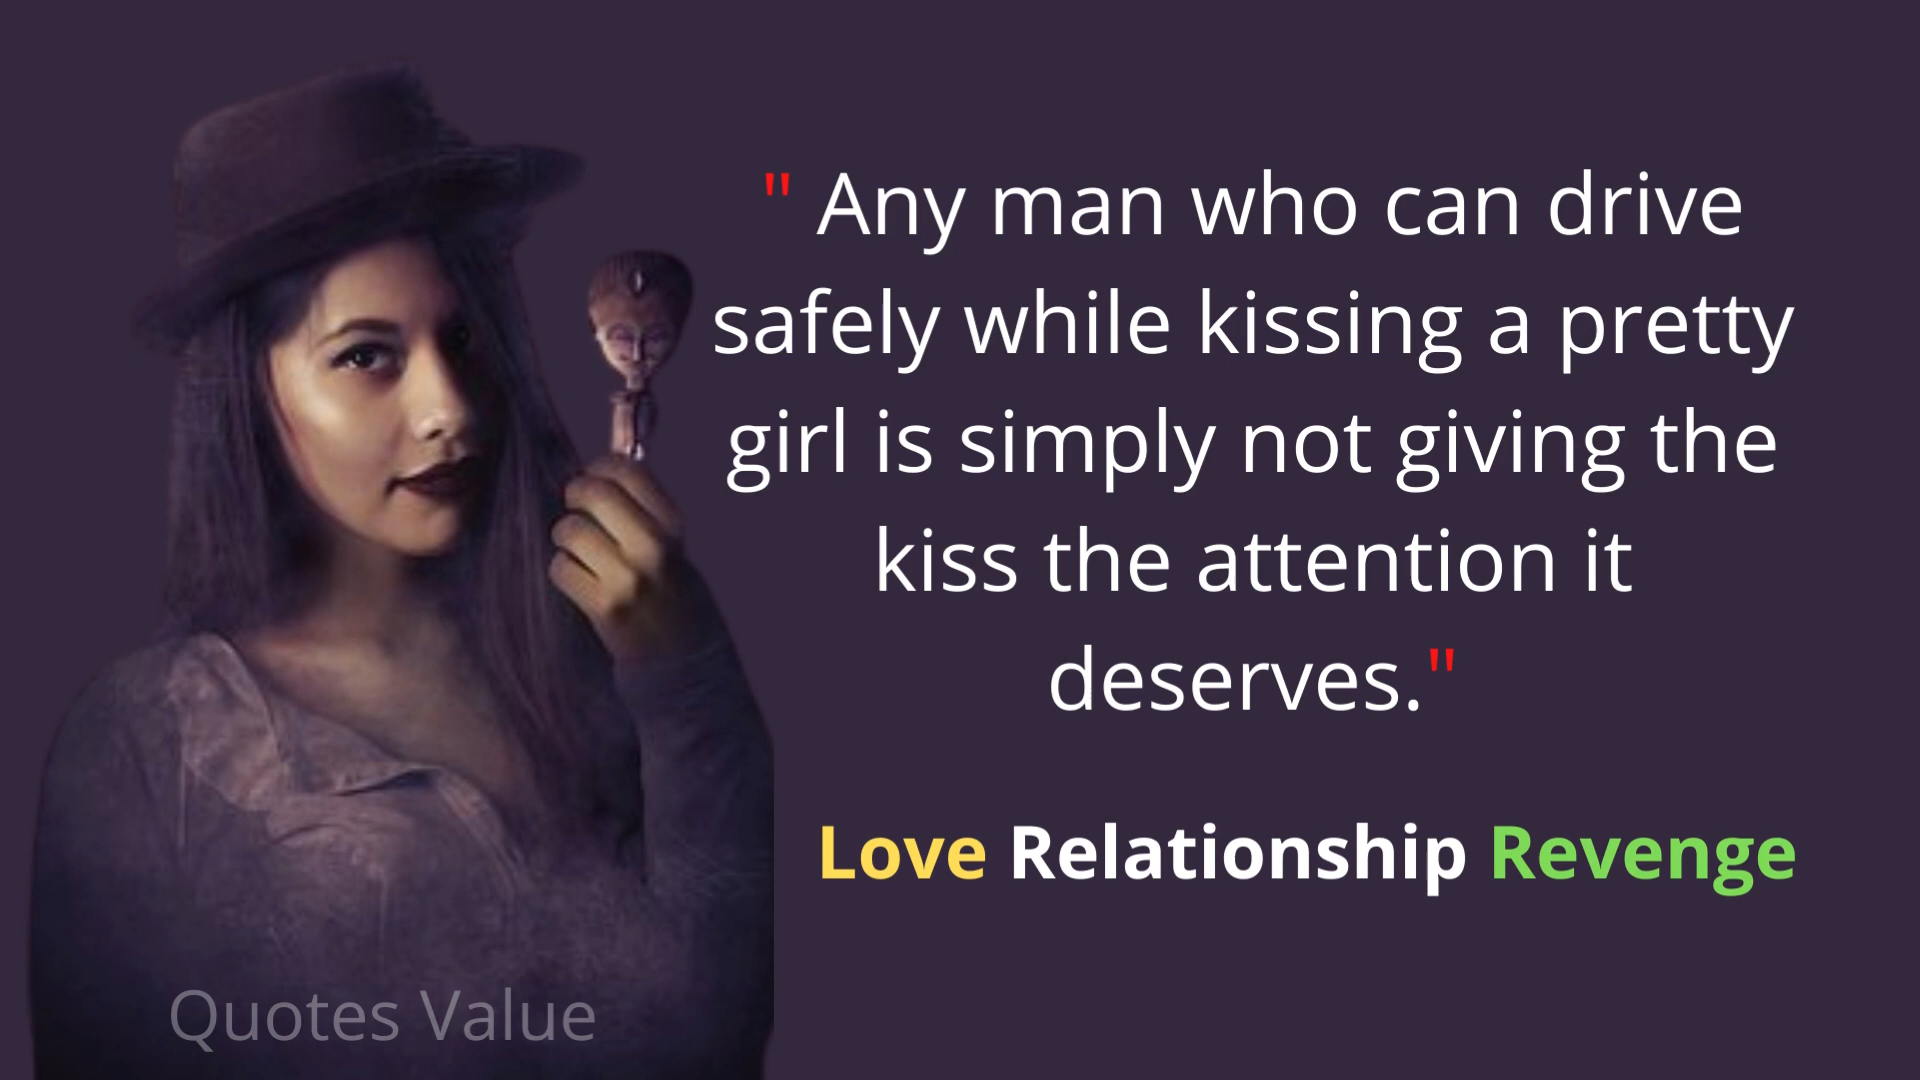 " Any man who can drive
safely while kissing a pretty
girl is simply not giving the
kiss the attention it
deserves."
Love Relationship Revenge
Quotes Value